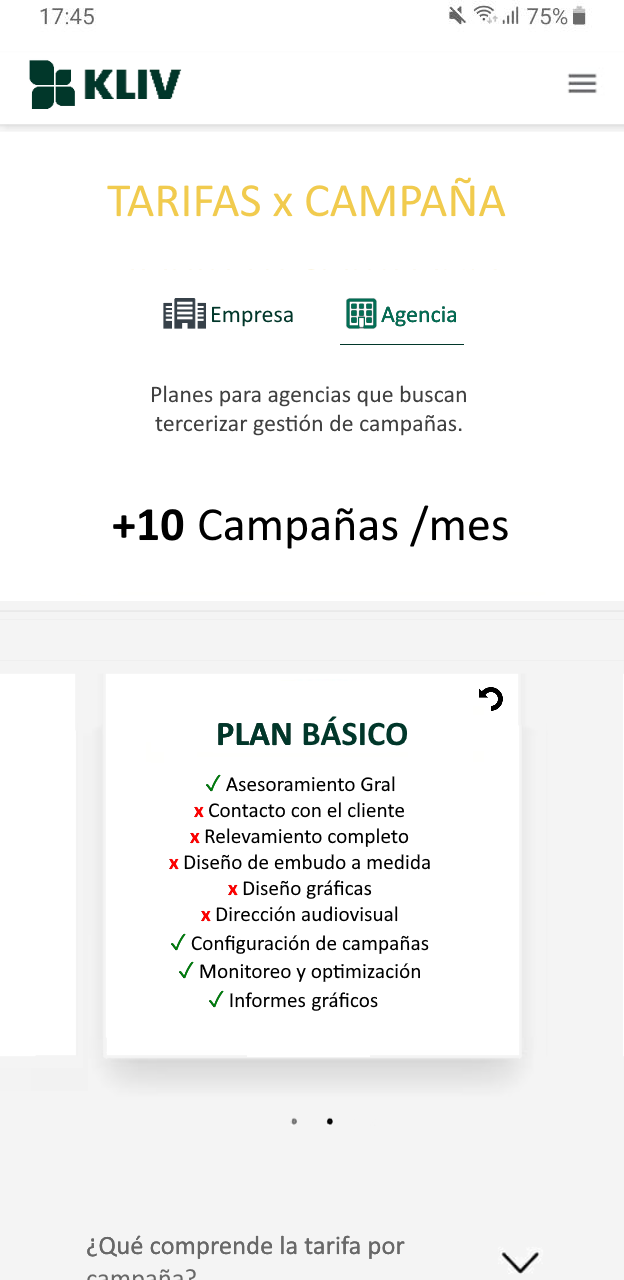 17:45 75%
KLIV
TARIFAS x CAMPAÑA
Empresa Agencia
Planes para agencias que buscan
tercerizar gestión de campañas.
+10 Campañas /mes
PLAN BÁSICO
✓ Asesoramiento Gral
x Contacto con el cliente
x Relevamiento completo
x Diseño de embudo a medida
x Diseño gráficas
x Dirección audiovisual
✓ Configuración de campañas
✓ Monitoreo y optimización
✓ Informes gráficos
¿Qué comprende la tarifa por
campaña?